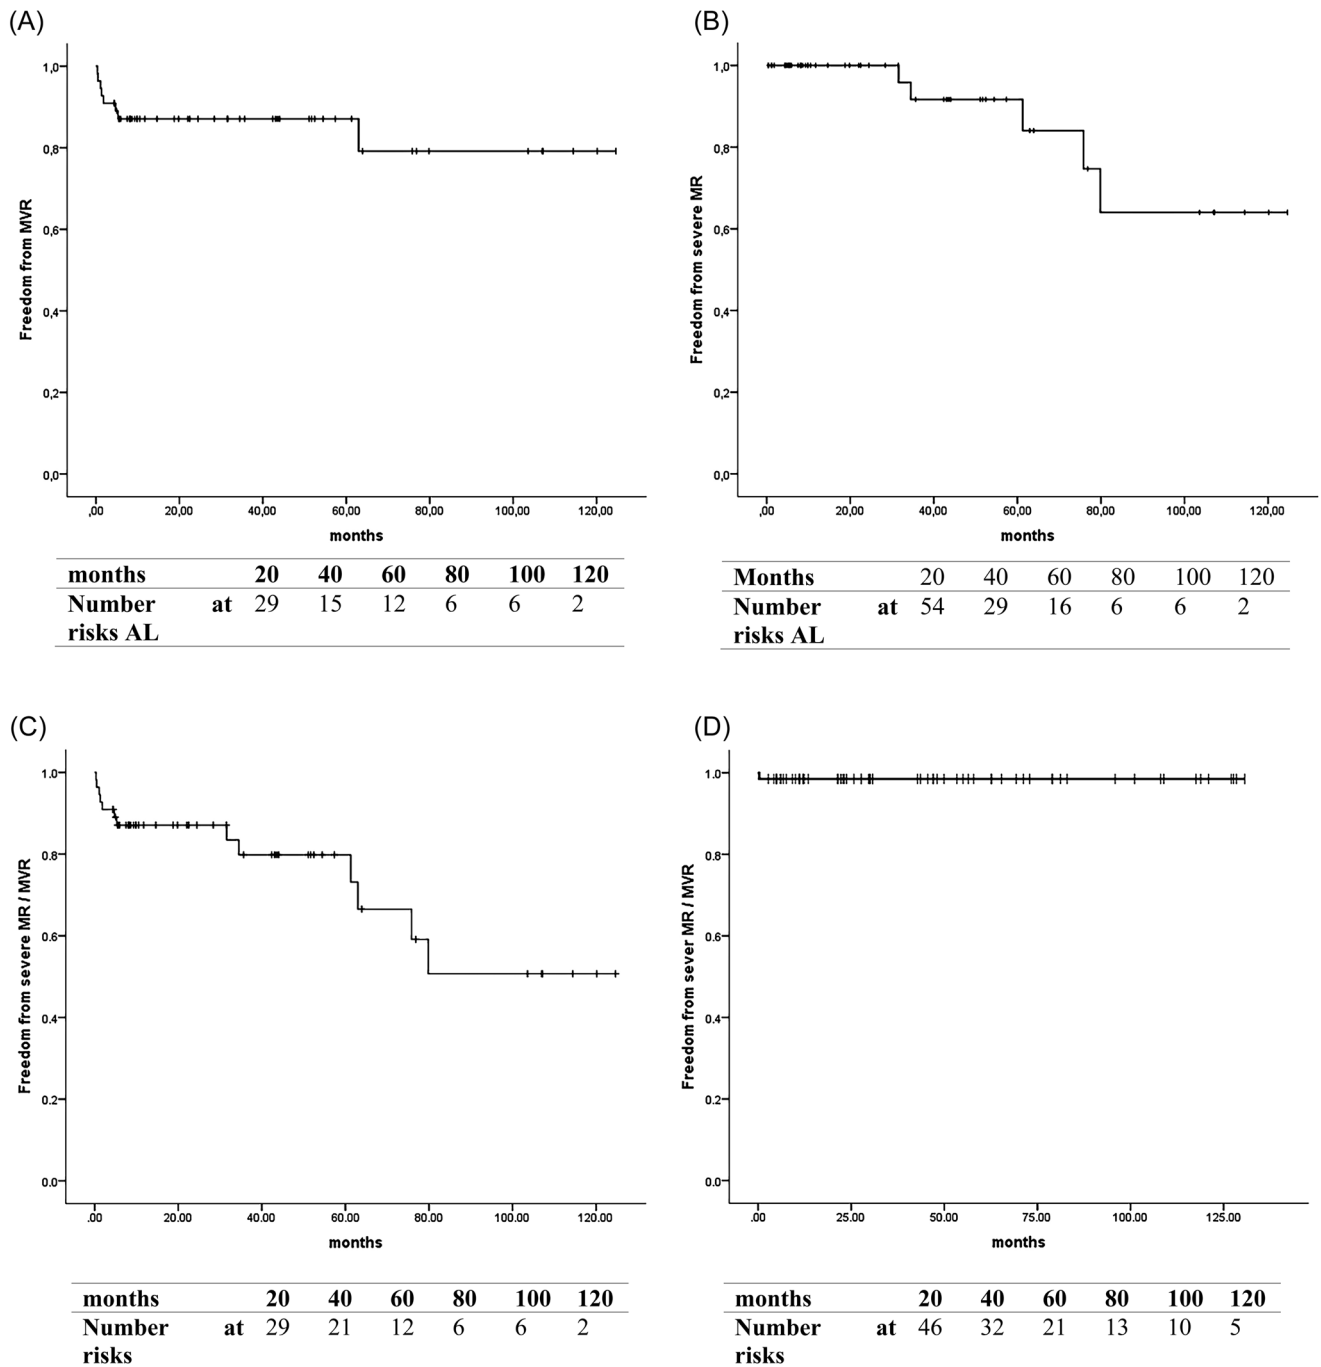 (A)
Freedom from MVR
1,0
0,8
0,6
0,4
0,2
0,0
,00 20,00 40,00 60,00 80,00 100,00 120,00
months
months 20 40 60 80 100 120
Number at 29 15 12 6 6 2
risks AL
(B)
Freedom from severe MR
1,0
0,8
0,6
0,4
0,2
0,0
,00 20,00 40,00 60,00 80,00 100,00 120,00
months
Months 20 40 60 80 100 120
Number at 54 29 16 6 6 2
risks AL
(C)
Freedom from severe MR / MVR
1.0
0.8
0.6
0.4
0.2
0.0
.00 20.00 40.00 60.00 80.00 100.00 120.00
months
months 20 40 60 80 100 120
Number at 29 21 12 6 6 2
risks
(D)
Freedom from sever MR / MVR
1.0
0.8
0.6
0.4
0.2
0.0
.00 25.00 50.00 75.00 100.00 125.00
months
months 20 40 60 80 100 120
Number at 46 32 21 13 10 5
risks